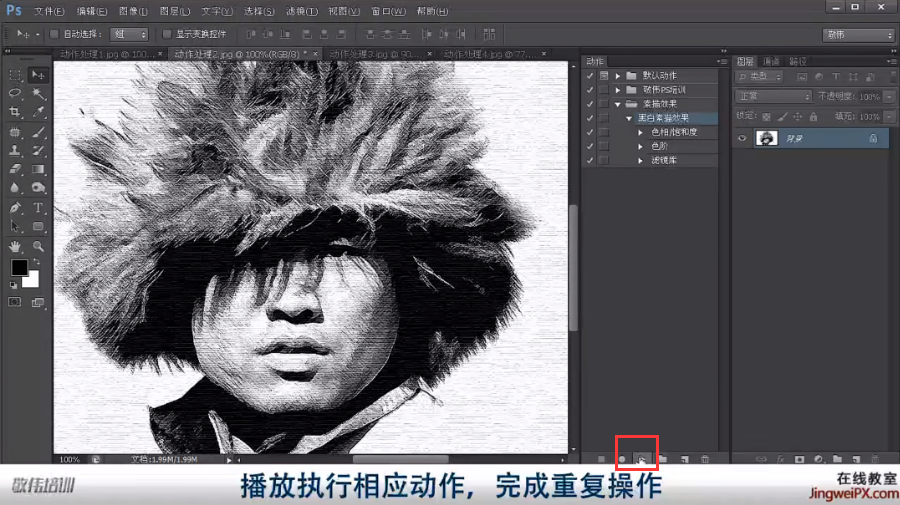 Ps 文件(F) 编辑(E) 图像(I) 图层(L) 文字(Y) 选择(S) 滤镜(T) 视图(V) 窗口(W) 帮助(H)
自动选择: 组 显示变换控件 敬伟
动作处理1.jpg @ 100... × 动作处理2.jpg @ 100%(RGB/8) * × 动作处理3.jpg @ 90... × 动作处理4.jpg @77... ×
动作
默认动作
敬伟PS培训
素描效果
黑白素描效果
色相/饱和度
色阶
滤镜库
图层 通道 路径
类型
正常 不透明度: 100%
锁定: 填充: 100%
背景
100% 文档:1.99M/1.99M
敬伟培训
播放执行相应动作，完成重复操作
在线教室
JingweiPX.com